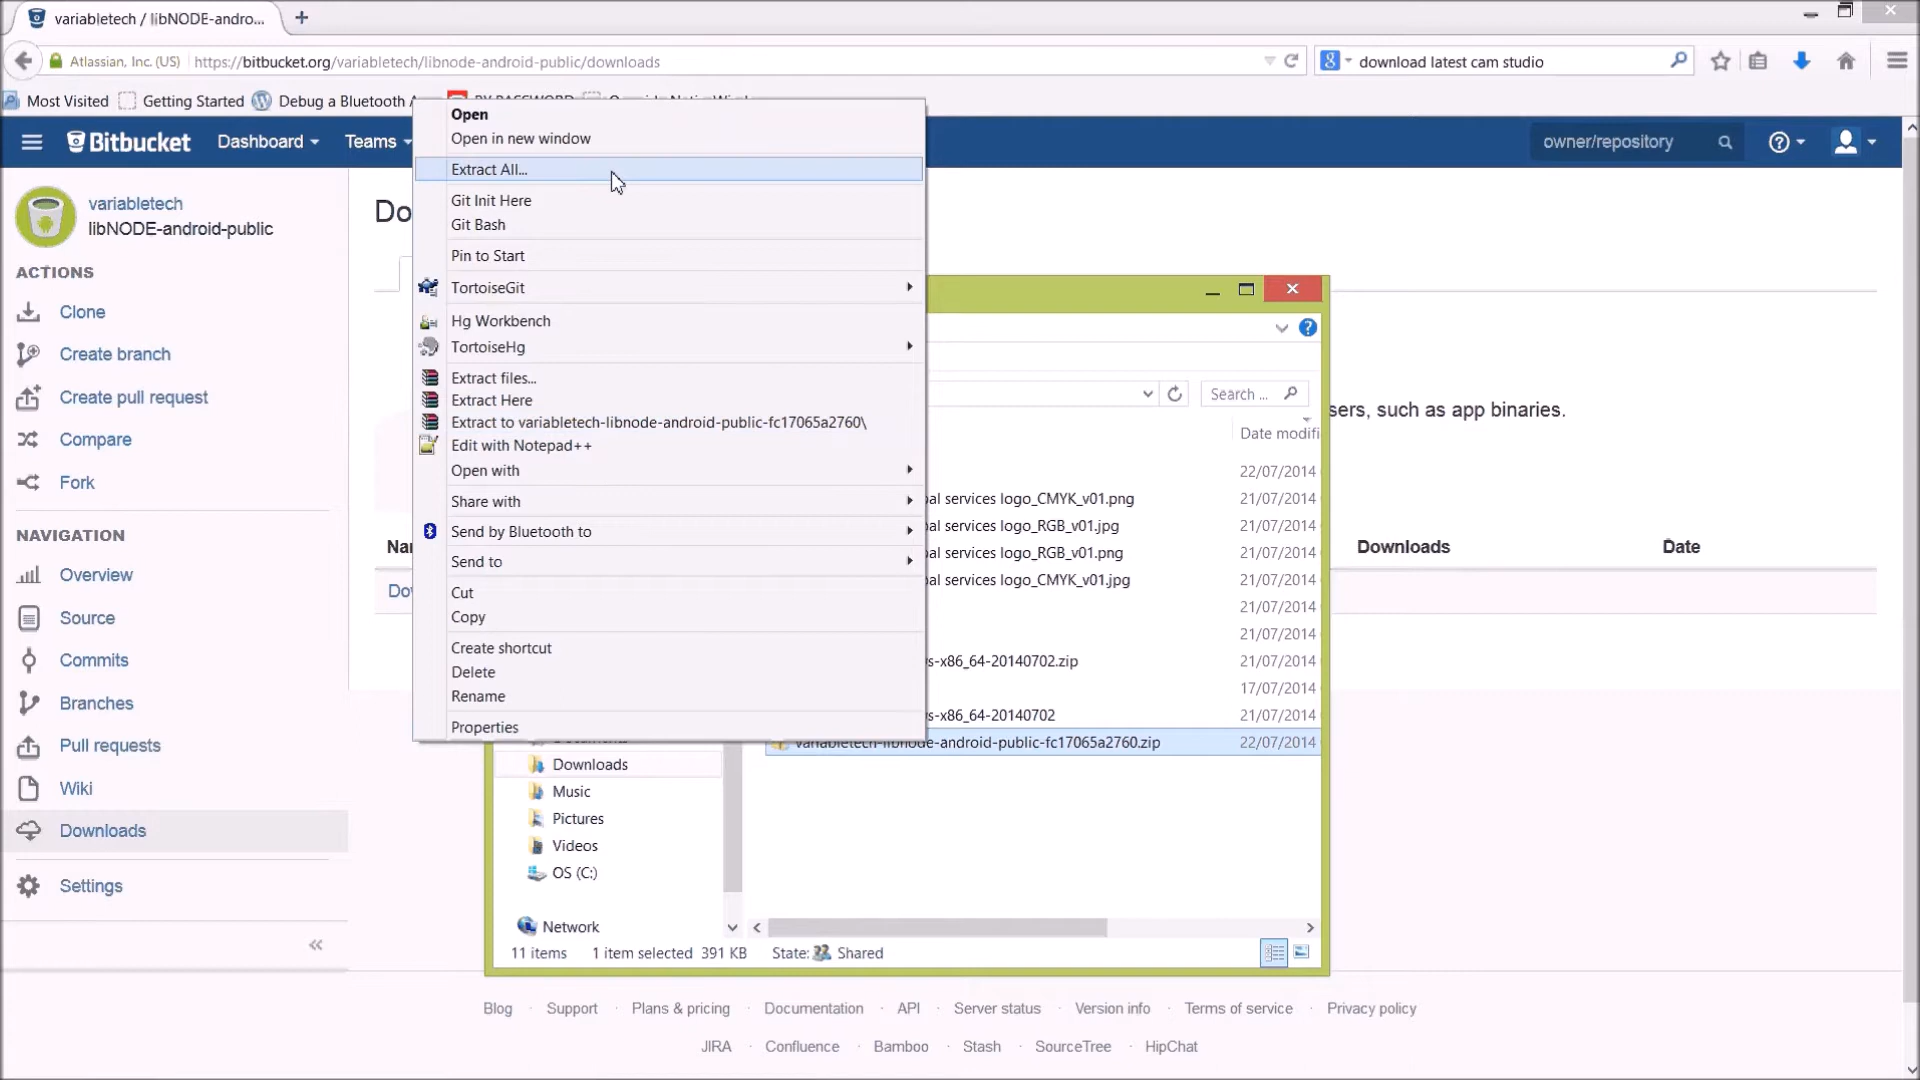 variabletech / libNODE-andro...
Atlassian, Inc. (US)
https://bitbucket.org/variabletech/libnode-android-public/downloads
download latest cam studio
Most Visited
Getting Started
Debug a Bluetooth
Bitbucket
Dashboard
Teams
owner/repository
variabletech
libNODE-android-public
ACTIONS
Clone
Create branch
Create pull request
Compare
Fork
NAVIGATION
Overview
Source
Commits
Branches
Pull requests
Wiki
Downloads
Settings
Do
Open
Open in new window
Extract All...
Git Init Here
Git Bash
Pin to Start
TortoiseGit
Hg Workbench
TortoiseHg
Extract files...
Extract Here
Extract to variabletech-libnode-android-public-fc17065a2760\
Edit with Notepad++
Open with
Share with
Send by Bluetooth to
Send to
Cut
Copy
Create shortcut
Delete
Rename
Properties
Search ...
sers, such as app binaries.
Date modifi
22/07/2014
al services logo_CMYK_v01.png 21/07/2014
al services logo_RGB_v01.jpg 21/07/2014
al services logo_RGB_v01.png 21/07/2014
al services logo_CMYK_v01.jpg 21/07/2014
21/07/2014
21/07/2014
s-x86_64-20140702.zip 21/07/2014
17/07/2014
s-x86_64-20140702 21/07/2014
variabletech-libnode-android-public-fc17065a2760.zip 22/07/2014
Downloads
Date
Downloads
Music
Pictures
Videos
OS (C:)
Network
11 items 1 item selected 391 KB State: Shared
Blog · Support · Plans & pricing · Documentation · API · Server status · Version info · Terms of service · Privacy policy
JIRA · Confluence · Bamboo · Stash · SourceTree · HipChat